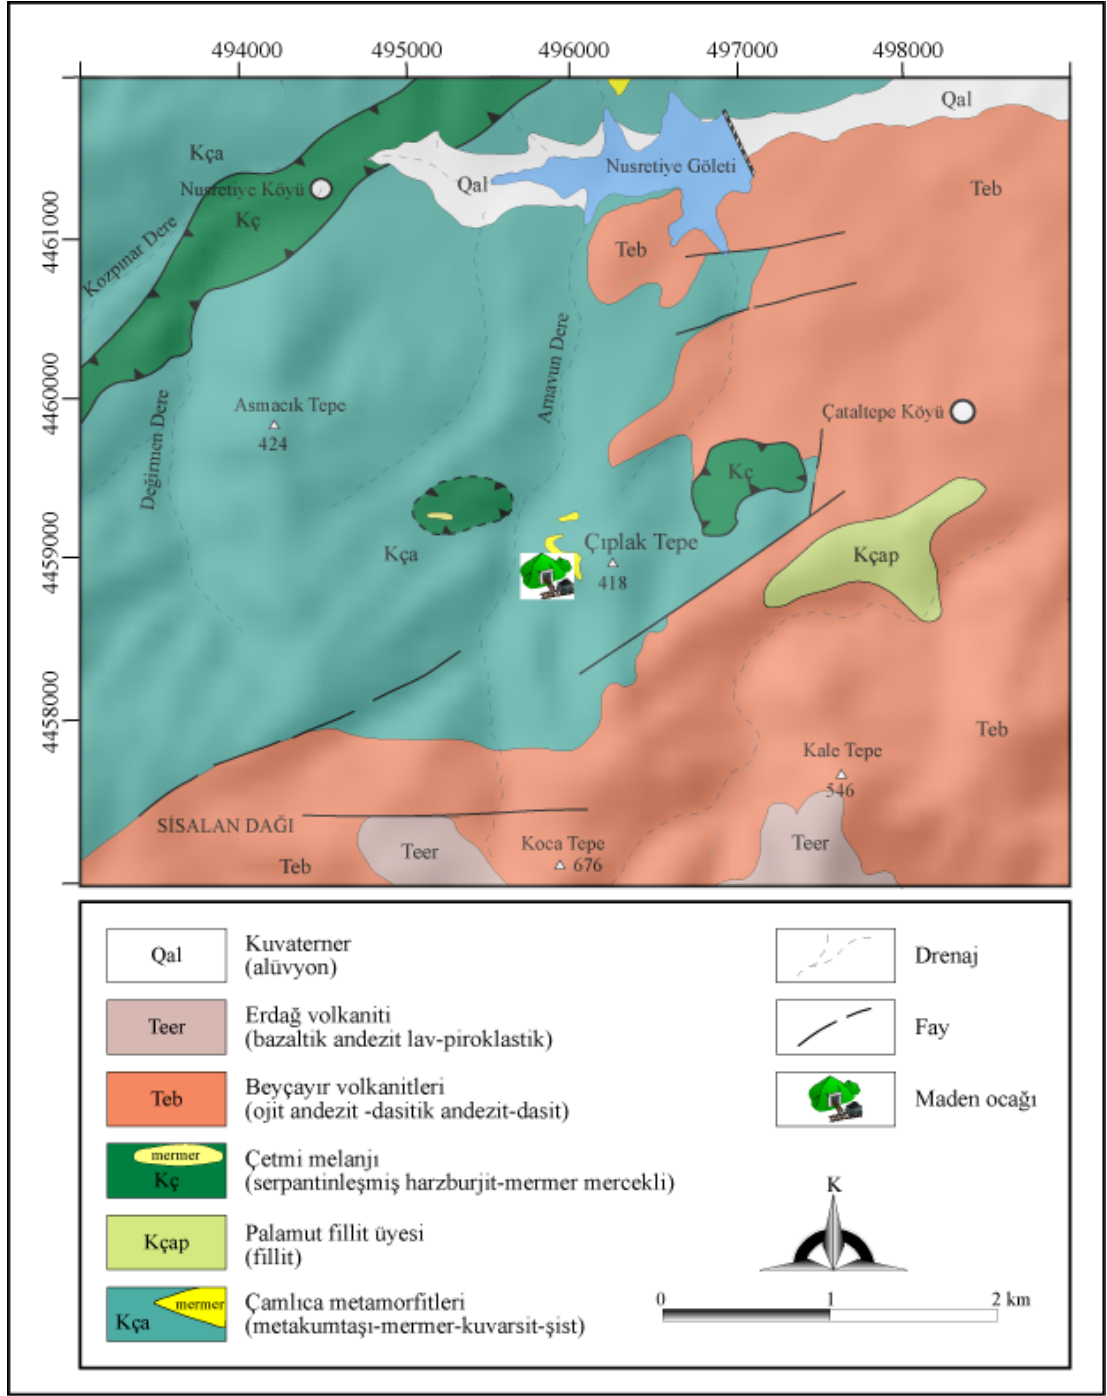 494000
495000
496000
497000
498000
4461000
4460000
4459000
4458000
Qal
Kça
Nusretiye Göleti
Nusretiye Köyü
Qal
Teb
Kç
Teb
Kozpınar Dere
Arnavun Dere
Değirmen Dere
Asmacık Tepe
424
Çataltepe Köyü
Kç
Kça
Çıplak Tepe
418
Kçap
Teb
Kale Tepe
546
SİSALAN DAĞI
Teb
Teer
Koca Tepe
676
Teer
Qal
Kuvaterner
(alüvyon)
Teer
Erdağ volkaniti
(bazaltik andezit lav-piroklastik)
Teb
Beyçayır volkanitleri
(ojit andezit -dasitik andezit-dasit)
mermer
Kç
Çetmi melanjı
(serpantinleşmiş harzburjit-mermer mercekli)
Kçap
Palamut fillit üyesi
(fillit)
Kça
mermer
Çamlıca metamorfitleri
(metakumtaşı-mermer-kuvarsit-şist)
Drenaj
Fay
Maden ocağı
K
0 1 2 km